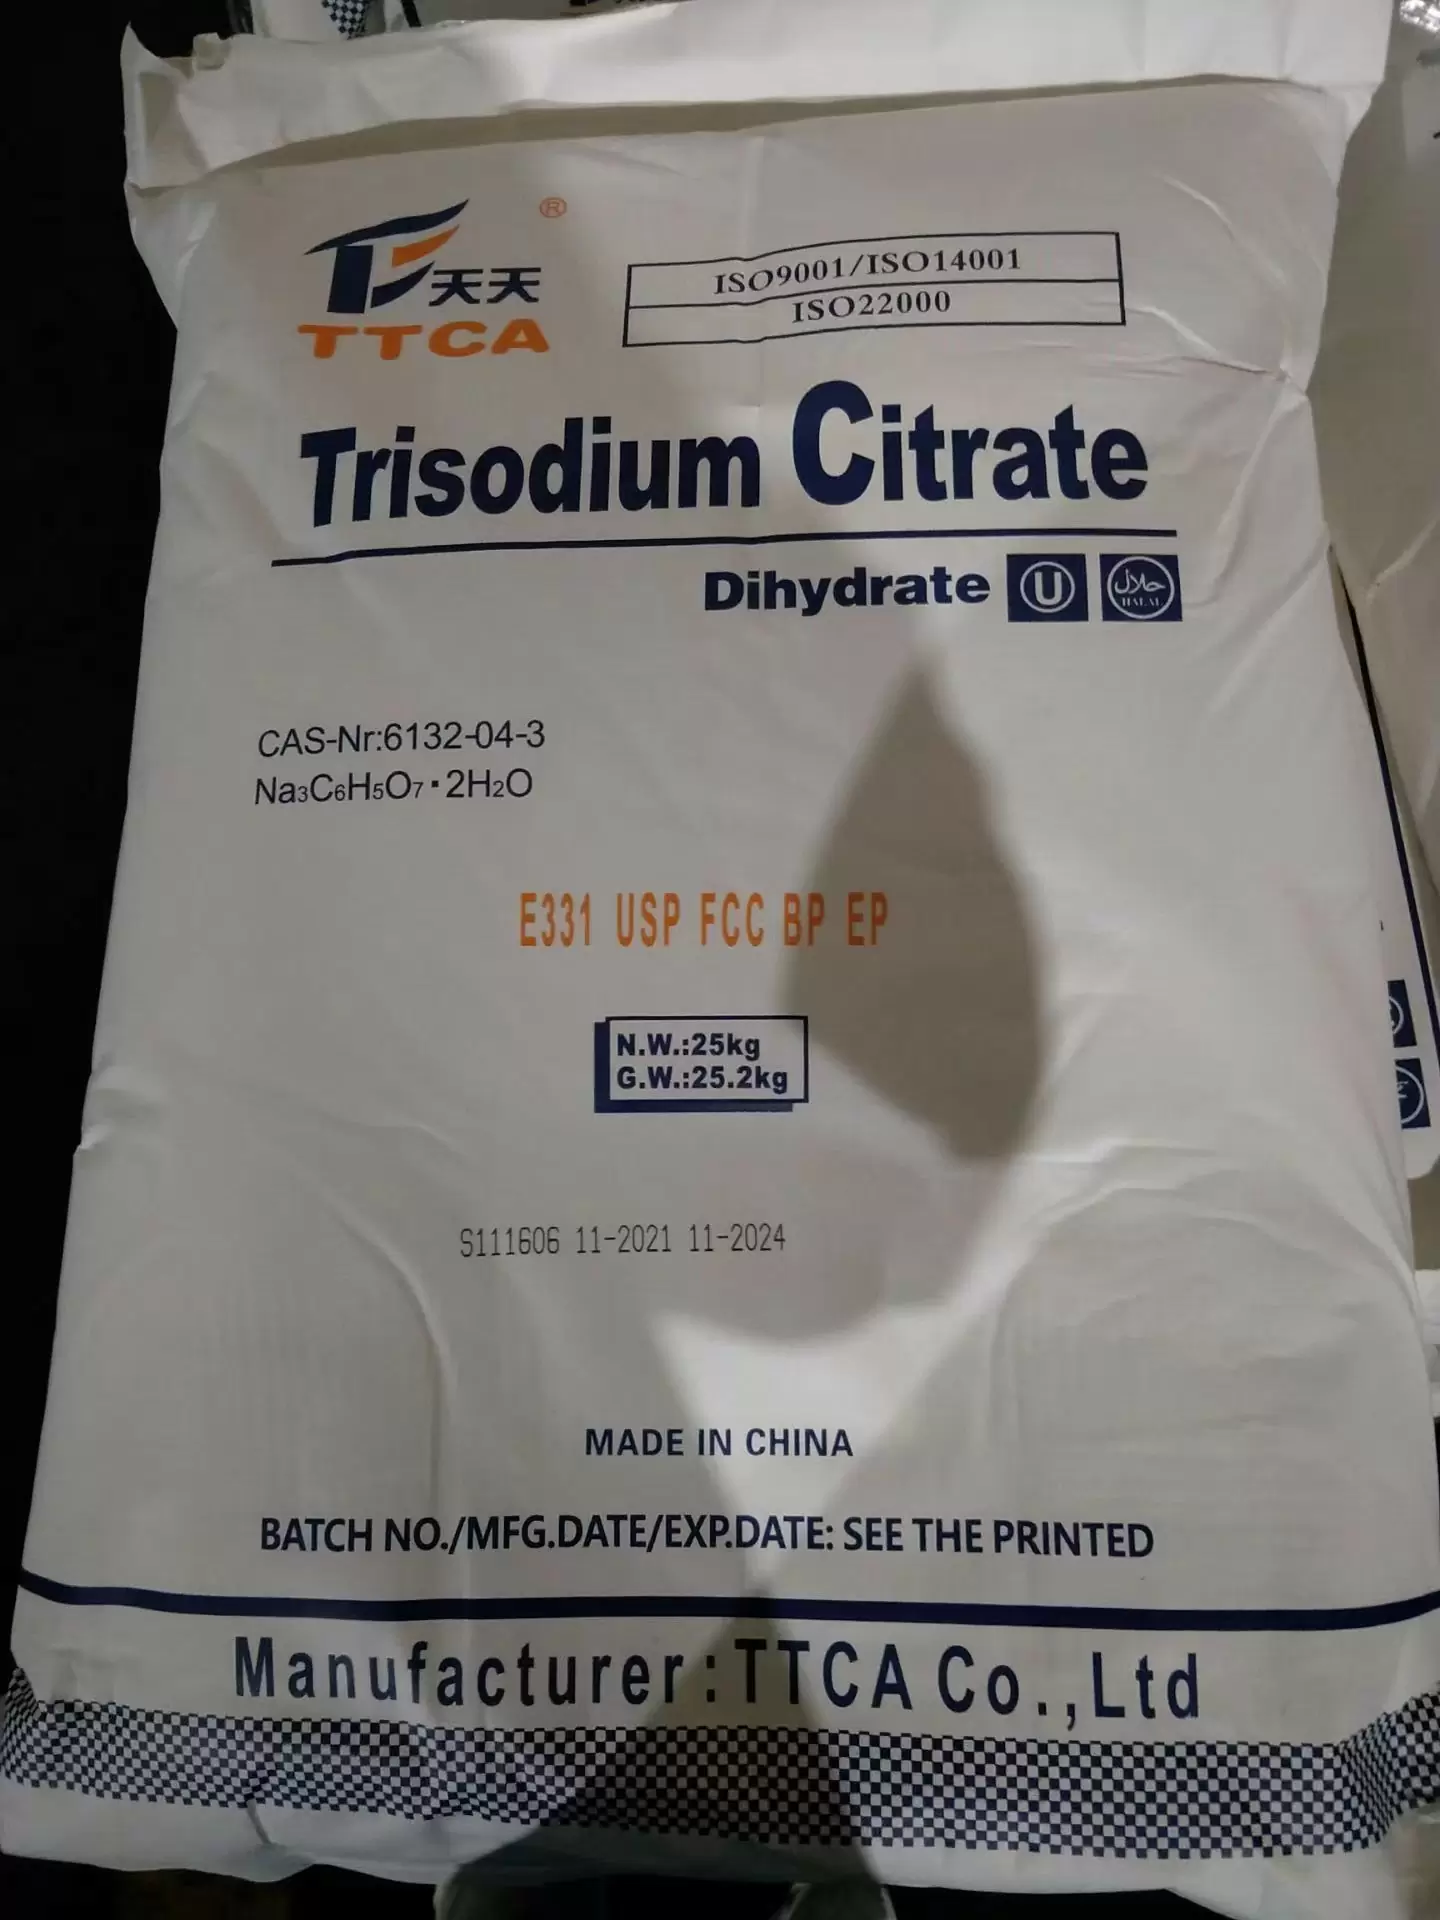 ®
天天
TTCA
ISO9001/ISO14001
ISO22000
Trisodium Citrate
Dihydrate U حلال HALAL
CAS-Nr:6132-04-3
Na₃C₆H₅O₇·2H₂O
E331 USP FCC BP EP
N.W.:25kg
G.W.:25.2kg
S111606 11-2021 11-2024
MADE IN CHINA
BATCH NO./MFG.DATE/EXP.DATE: SEE THE PRINTED
Manufacturer:TTCA Co.,Ltd